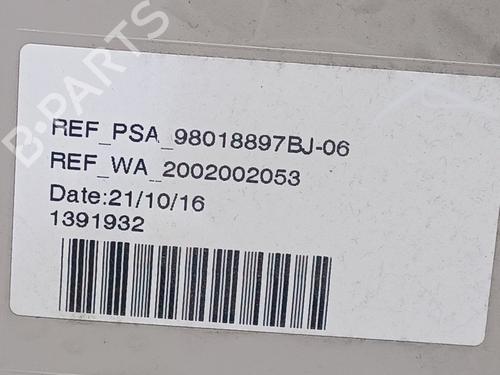 REF_PSA_98018897BJ-06
REF_WA_2002002053
Date:21/10/16
1391932
B-PARTS